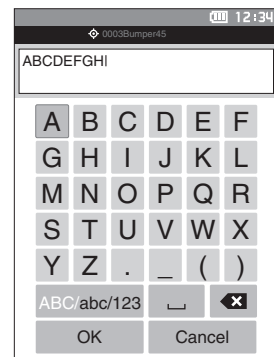 12:34
0003Bumper45
ABCDEFGHI
A B C D E F
G H I J K L
M N O P Q R
S T U V W X
Y Z . _ ( )
ABC/abc/123
OK Cancel